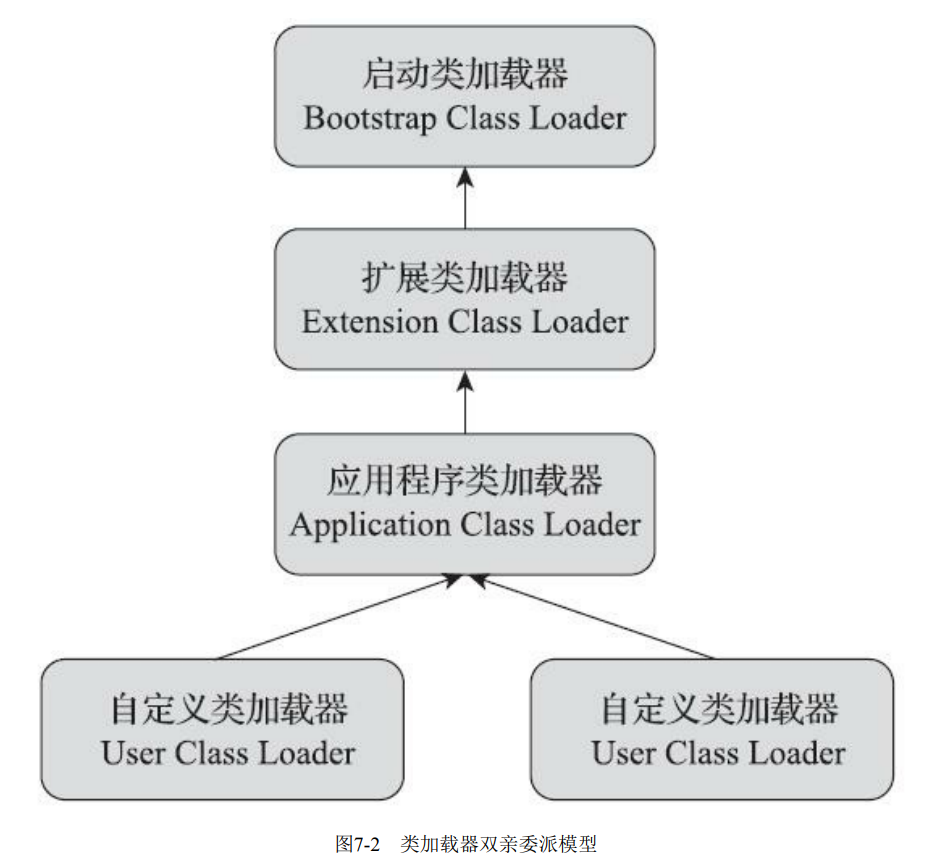 启动类加载器
Bootstrap Class Loader
扩展类加载器
Extension Class Loader
应用程序类加载器
Application Class Loader
自定义类加载器
User Class Loader
自定义类加载器
User Class Loader
图7-2 类加载器双亲委派模型